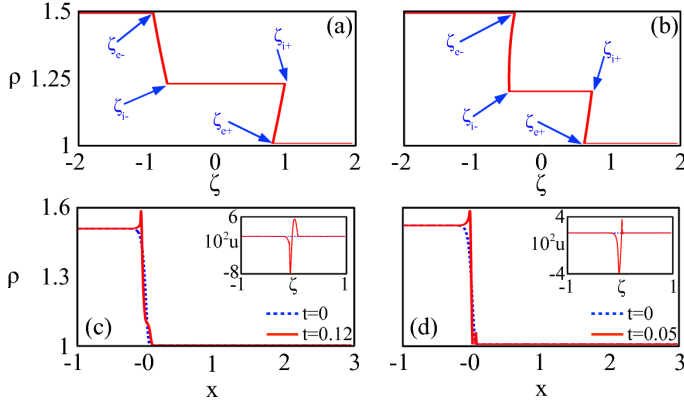 1.5
(a)
ζe-
ζi+
ρ 1.25
ζi-
ζe+
1
-2 -1 0 1 2
ζ
(b)
ζe-
ζi+
ζi-
ζe+
-2 -1 0 1 2
ζ
1.6
6
10²u
-8
-1 ζ 1
ρ 1.3
t=0
(c) t=0.12
1
-1 -0 1 2 3
x
4
10²u
-4
-1 ζ 1
t=0
(d) t=0.05
-1 0 1 2 3
x